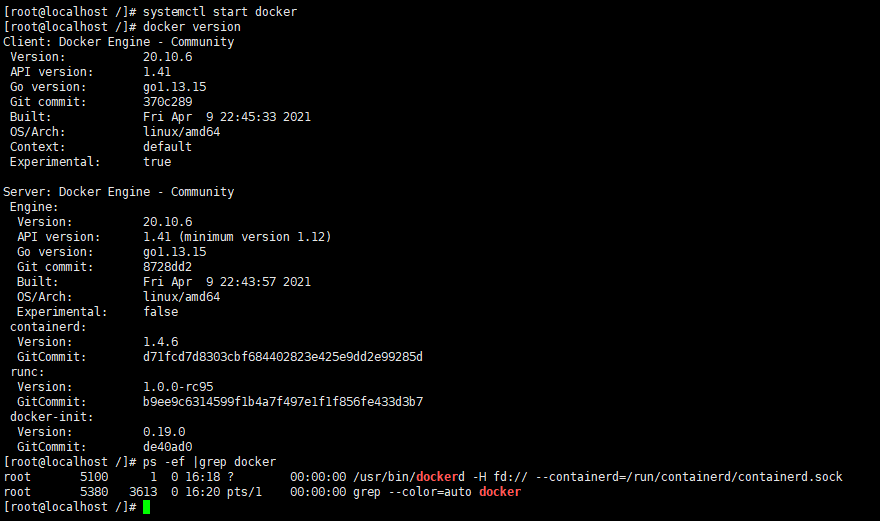 [root@localhost /]# systemctl start docker
[root@localhost /]# docker version
Client: Docker Engine - Community
 Version:           20.10.6
 API version:       1.41
 Go version:        go1.13.15
 Git commit:        370c289
 Built:             Fri Apr  9 22:45:33 2021
 OS/Arch:           linux/amd64
 Context:           default
 Experimental:      true

Server: Docker Engine - Community
 Engine:
  Version:          20.10.6
  API version:      1.41 (minimum version 1.12)
  Go version:       go1.13.15
  Git commit:       8728dd2
  Built:            Fri Apr  9 22:43:57 2021
  OS/Arch:          linux/amd64
  Experimental:     false
 containerd:
  Version:          1.4.6
  GitCommit:        d71fcd7d8303cbf684402823e425e9dd2e99285d
 runc:
  Version:          1.0.0-rc95
  GitCommit:        b9ee9c6314599f1b4a7f497e1f1f856fe433d3b7
 docker-init:
  Version:          0.19.0
  GitCommit:        de40ad0
[root@localhost /]# ps -ef |grep docker
root       5100      1  0 16:18 ?        00:00:00 /usr/bin/dockerd -H fd:// --containerd=/run/containerd/containerd.sock
root       5380   3613  0 16:20 pts/1    00:00:00 grep --color=auto docker
[root@localhost /]#